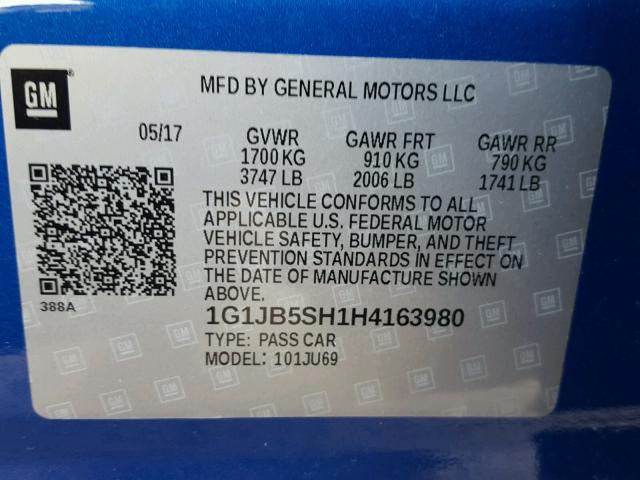 GM
MFD BY GENERAL MOTORS LLC
05/17
GVWR GAWR FRT GAWR RR
1700 KG 910 KG 790 KG
3747 LB 2006 LB 1741 LB
THIS VEHICLE CONFORMS TO ALL
APPLICABLE U.S. FEDERAL MOTOR
VEHICLE SAFETY, BUMPER, AND THEFT
PREVENTION STANDARDS IN EFFECT ON
THE DATE OF MANUFACTURE SHOWN
ABOVE.
388A
1G1JB5SH1H4163980
TYPE: PASS CAR
MODEL: 101JU69